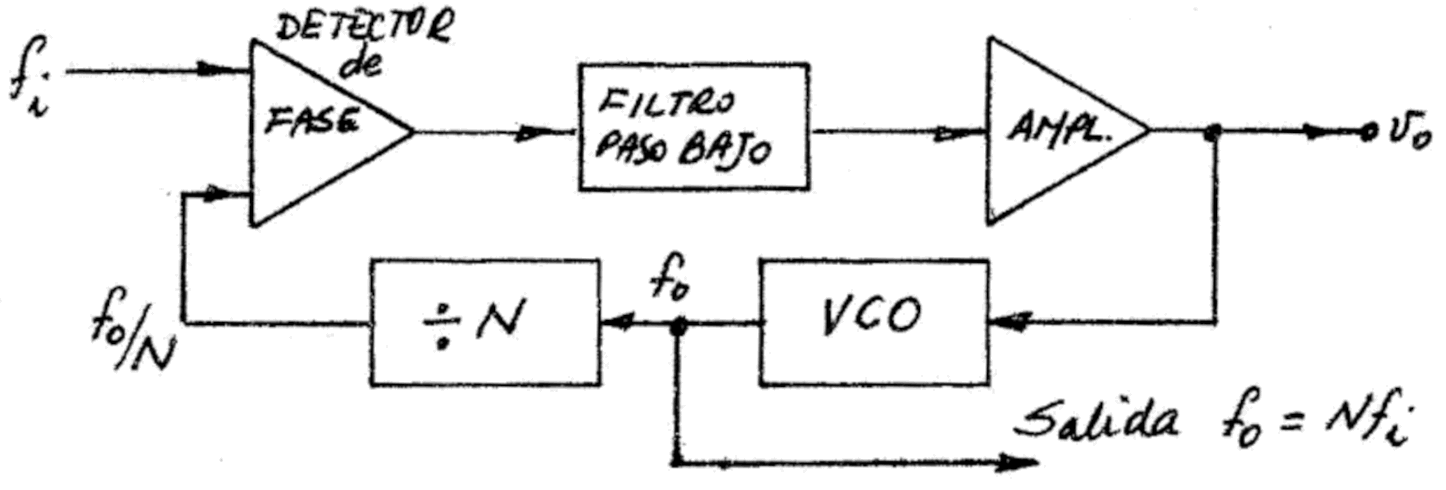 DETECTOR
de
FASE
fi
FILTRO
PASO BAJO
AMPL.
vo
fo/N
÷ N
fo
VCO
Salida fo = Nfi